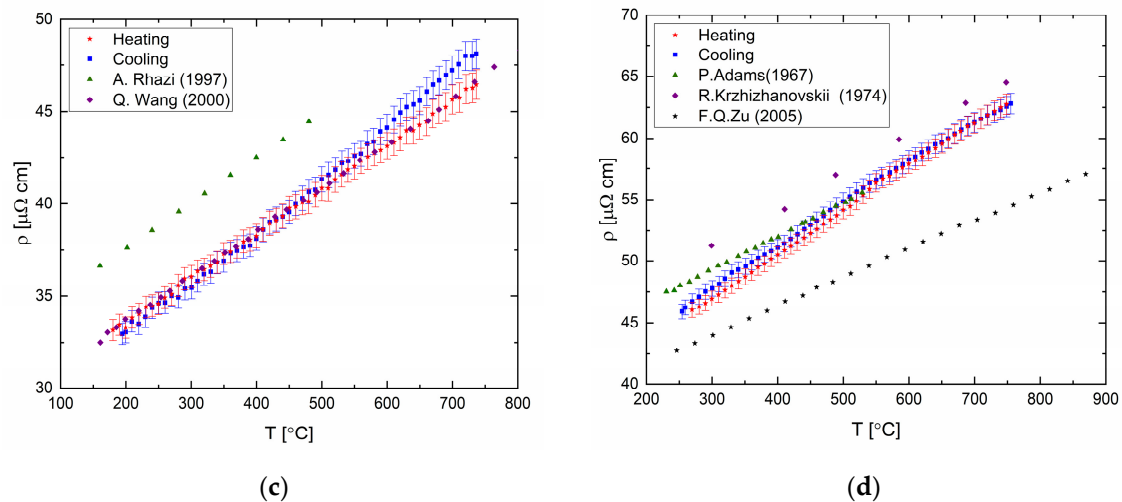 50
45
40
35
30
ρ [μΩ cm]
Heating
Cooling
A. Rhazi (1997)
Q. Wang (2000)
100 200 300 400 500 600 700 800
T [°C]
(c)
70
65
60
55
50
45
40
ρ [μΩ cm]
Heating
Cooling
P.Adams(1967)
R.Krzhizhanovskii (1974)
F.Q.Zu (2005)
200 300 400 500 600 700 800 900
T [°C]
(d)